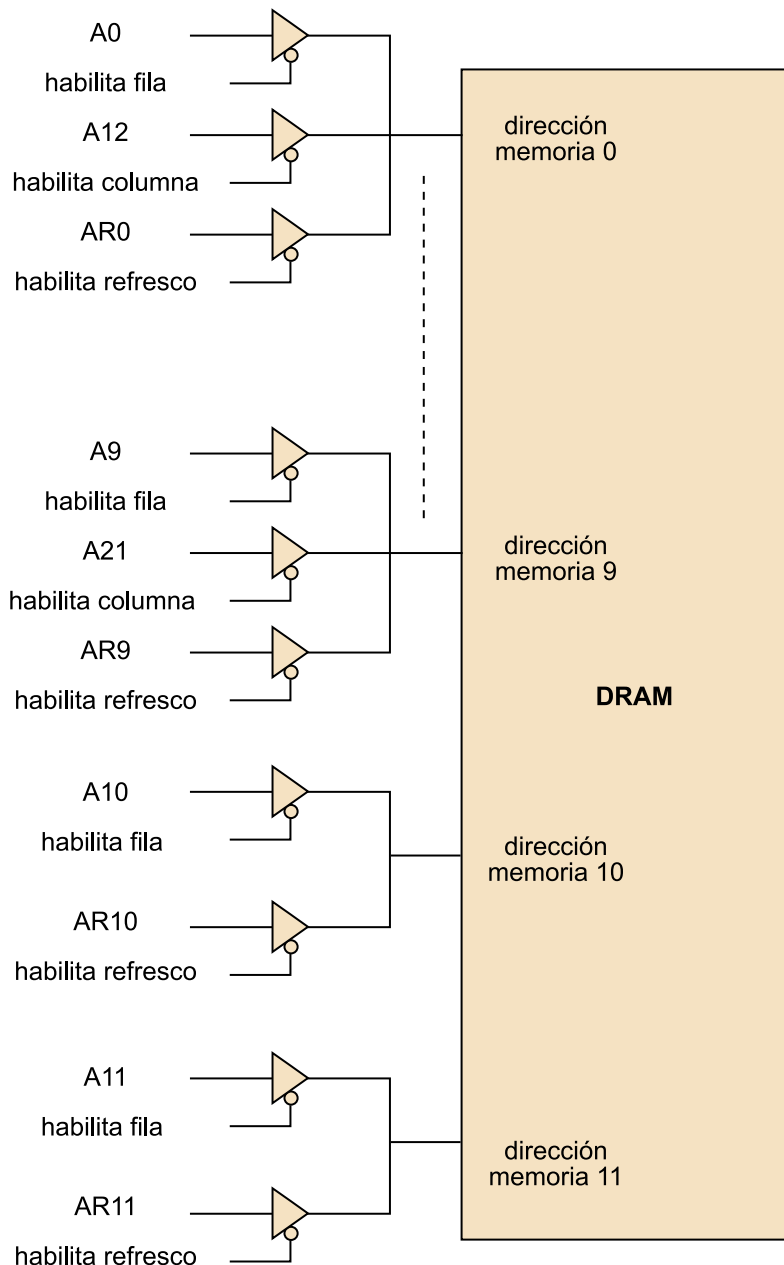 A0
habilita fila
A12
habilita columna
AR0
habilita refresco
dirección
memoria 0
A9
habilita fila
A21
habilita columna
AR9
habilita refresco
dirección
memoria 9
DRAM
A10
habilita fila
AR10
habilita refresco
dirección
memoria 10
A11
habilita fila
AR11
habilita refresco
dirección
memoria 11